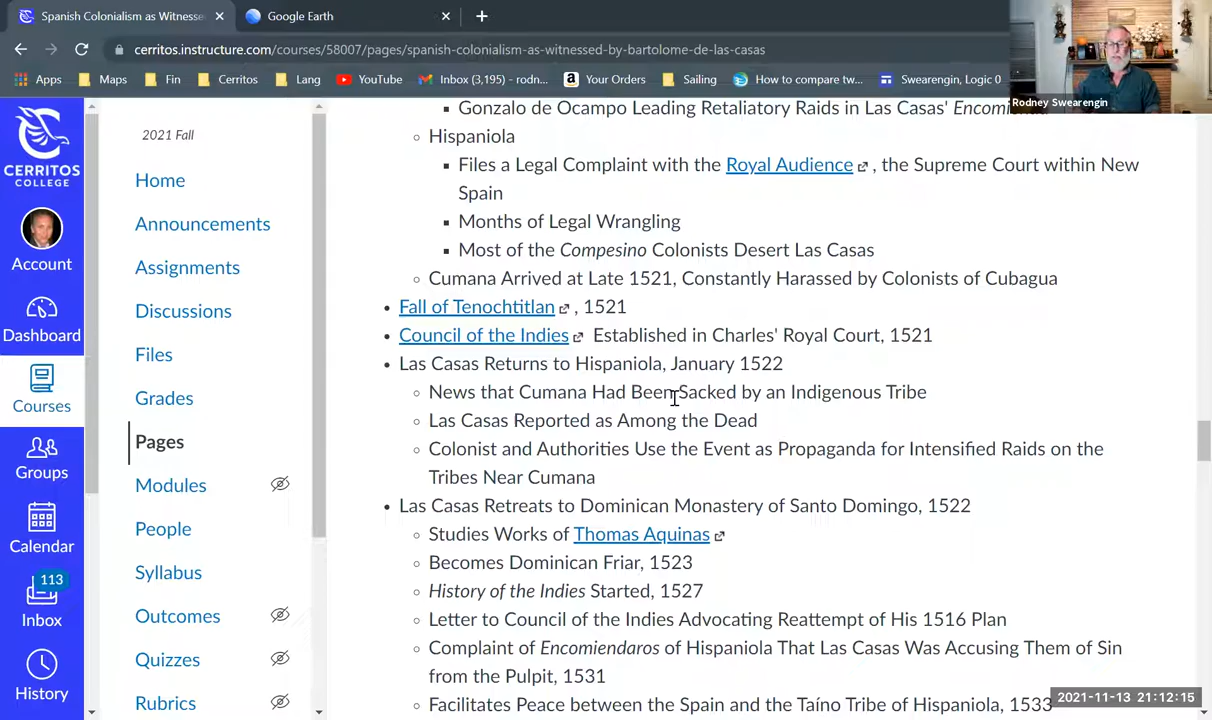 Spanish Colonialism as Witnesse
Google Earth
cerritos.instructure.com/courses/58007/pages/spanish-colonialism-as-witnessed-by-bartolome-de-las-casas
Apps
Maps
Fin
Cerritos
Lang
YouTube
Inbox (3,195) - rodn...
Your Orders
Sailing
How to compare tw...
Swearengin, Logic 0
Rodney Swearengin
CERRITOS
COLLEGE
Account
Dashboard
Courses
Groups
Calendar
113
Inbox
History
2021 Fall
Home
Announcements
Assignments
Discussions
Files
Grades
Pages
Modules
People
Syllabus
Outcomes
Quizzes
Rubrics
Gonzalo de Ocampo Leading Retaliatory Raids in Las Casas'
Hispaniola
Files a Legal Complaint with the Royal Audience , the Supreme Court within New
Spain
Months of Legal Wrangling
Most of the Compesino Colonists Desert Las Casas
Cumana Arrived at Late 1521, Constantly Harassed by Colonists of Cubagua
Fall of Tenochtitlan , 1521
Council of the Indies Established in Charles' Royal Court, 1521
Las Casas Returns to Hispaniola, January 1522
News that Cumana Had Been Sacked by an Indigenous Tribe
Las Casas Reported as Among the Dead
Colonist and Authorities Use the Event as Propaganda for Intensified Raids on the
Tribes Near Cumana
Las Casas Retreats to Dominican Monastery of Santo Domingo, 1522
Studies Works of Thomas Aquinas
Becomes Dominican Friar, 1523
History of the Indies Started, 1527
Letter to Council of the Indies Advocating Reattempt of His 1516 Plan
Complaint of Encomiendaros of Hispaniola That Las Casas Was Accusing Them of Sin
from the Pulpit, 1531
Facilitates Peace between the Spain and the Taíno Tribe of Hispaniola, 1533
2021-11-13 21:12:15